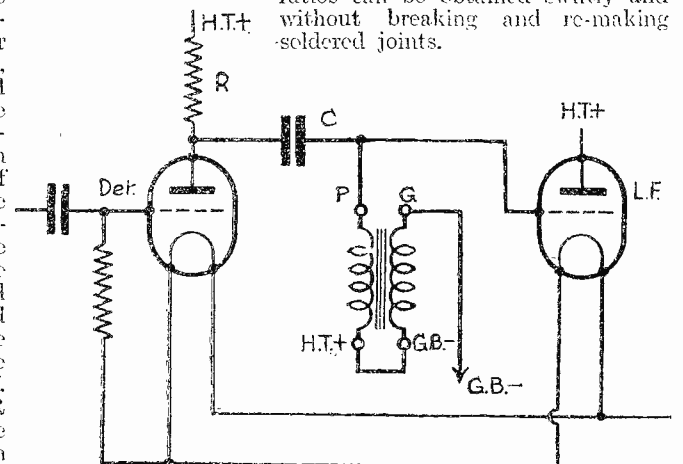 ratios can be obtained swiftly and
without breaking and re-making
soldered joints.
H.T.+
R
C
H.T.+
Det.
L.F.
P
G
H.T.+
G.B.-
G.B.-